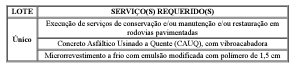 LOTE SERVIÇO(S) REQUERIDO(S)
Único
Execução de serviços de conservação e/ou manutenção e/ou restauração em
rodovias pavimentadas
Concreto Asfáltico Usinado a Quente (CAUQ), com vibroacabadora
Microrrevestimento a frio com emulsão modificada com polímero de 1,5 cm